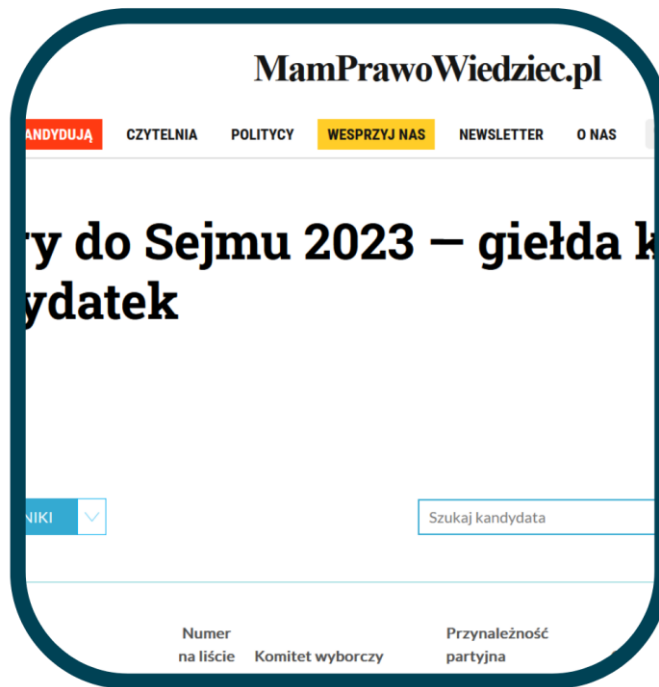 MamPrawoWiedziec.pl
ANDYDUJĄ CZYTELNIA POLITYCY WESPRZYJ NAS NEWSLETTER O NAS
ry do Sejmu 2023 — giełda k
ydatek
NIKI Szukaj kandydata
Numer Przynależność
na liście Komitet wyborczy partyjna